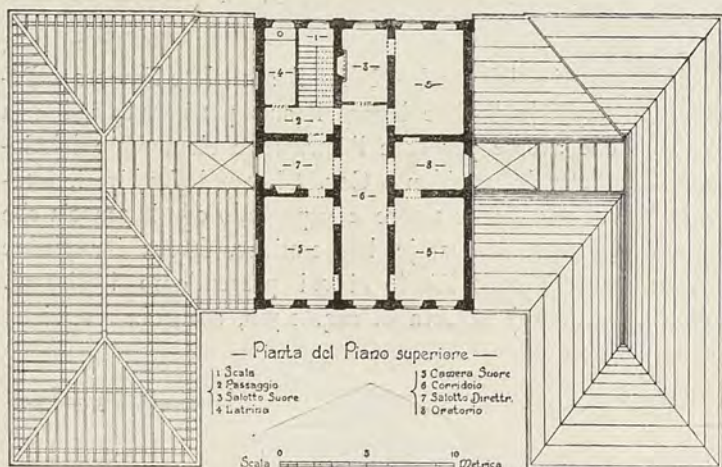 — 1 —
— 4 —
— 3 —
— 5 —
— 2 —
— 7 —
— 8 —
— 6 —
— 5 —
— 5 —
— Pianta del Piano superiore —
1 Scala
2 Passaggio
3 Salotto Suore
4 Latrina
5 Camera Suore
6 Corridoio
7 Salotto Direttr.
8 Oratorio
Scala 0 5 10 Metrica